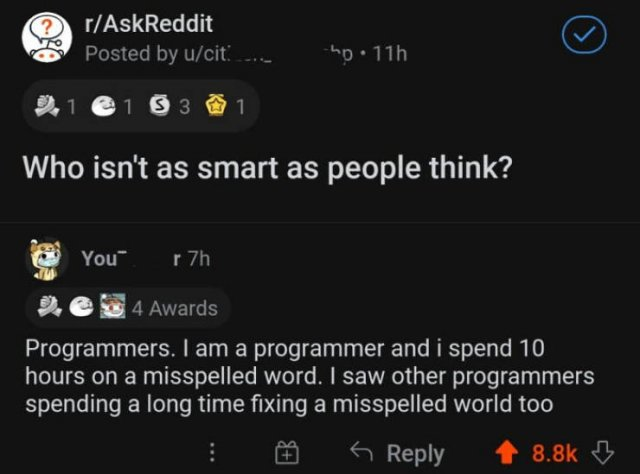 r/AskReddit
Posted by u/cit • 11h
1 1 S 3 1
Who isn't as smart as people think?
You r 7h
4 Awards
Programmers. I am a programmer and i spend 10
hours on a misspelled word. I saw other programmers
spending a long time fixing a misspelled world too
Reply 8.8k